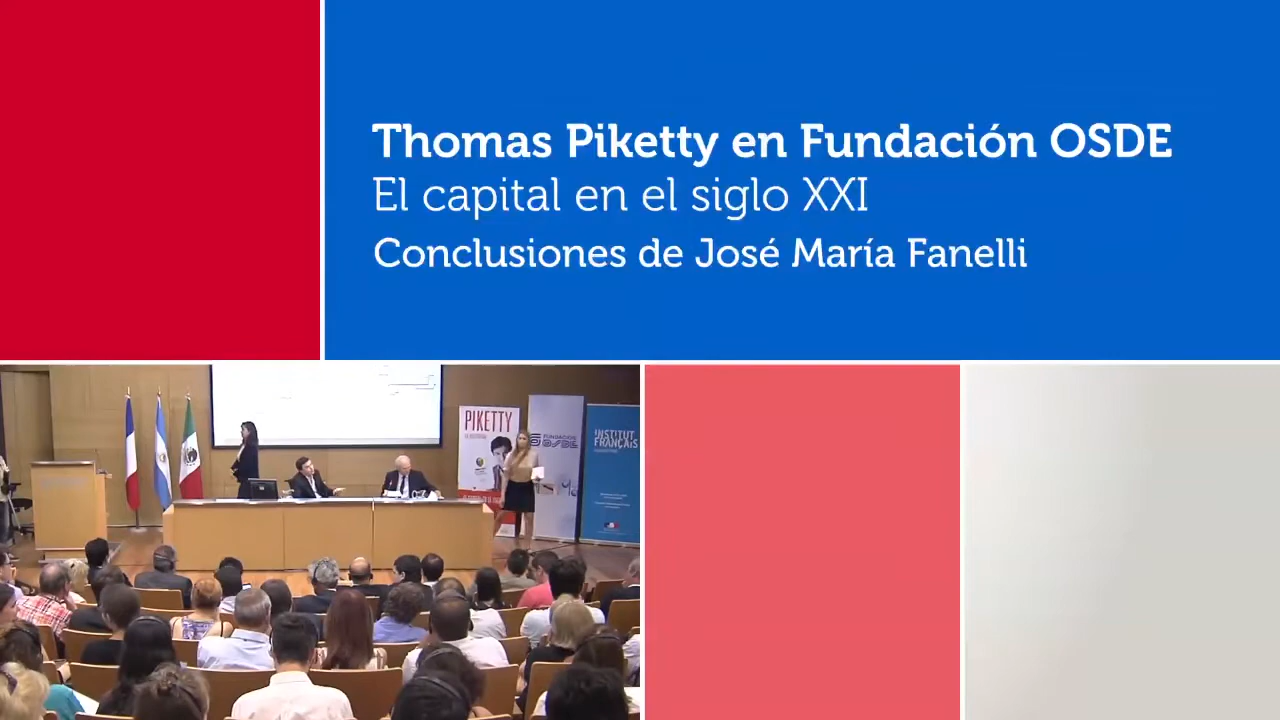 Thomas Piketty en Fundación OSDE
El capital en el siglo XXI
Conclusiones de José María Fanelli
PIKETTY
FUNDACIÓN
OSDE
INSTITUT
FRANÇAIS